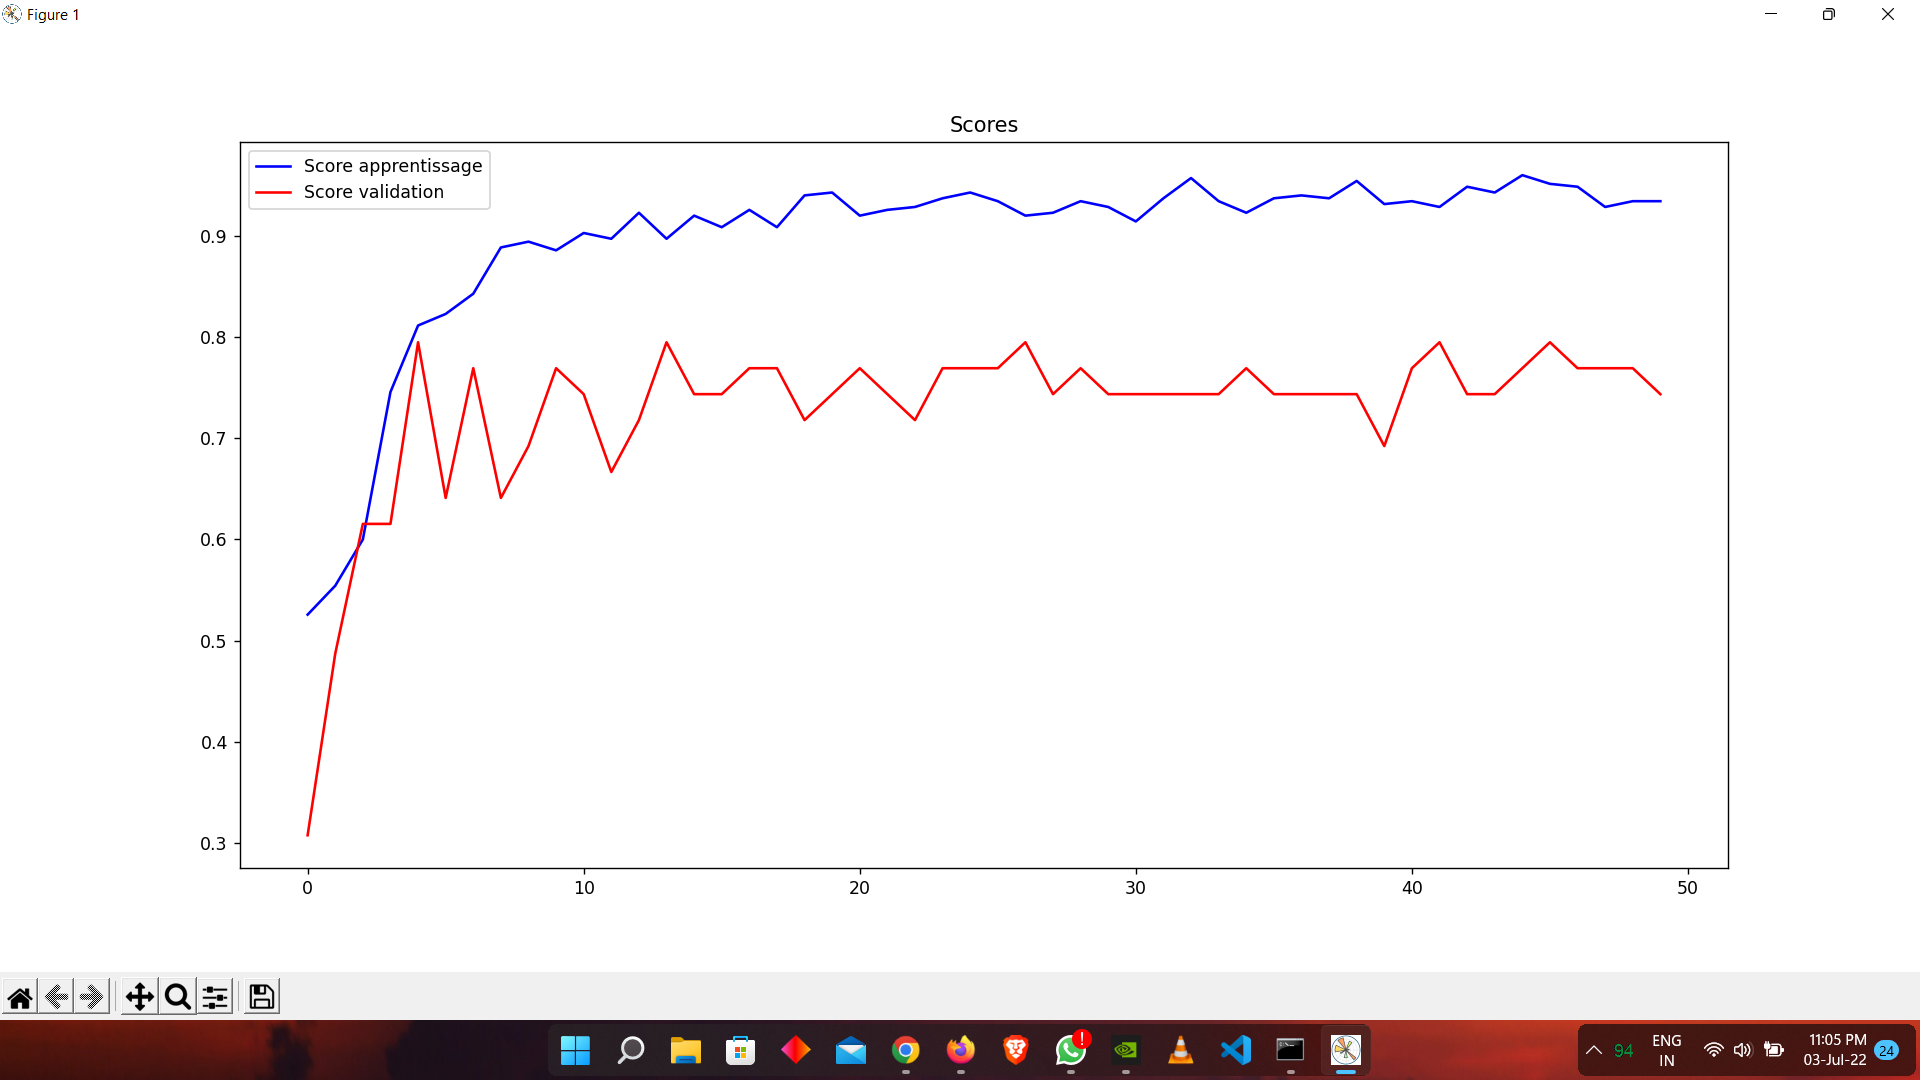 Figure 1
Scores
Score apprentissage
Score validation
0.9
0.8
0.7
0.6
0.5
0.4
0.3
0
10
20
30
40
50
94
ENG
IN
11:05 PM
03-Jul-22
24